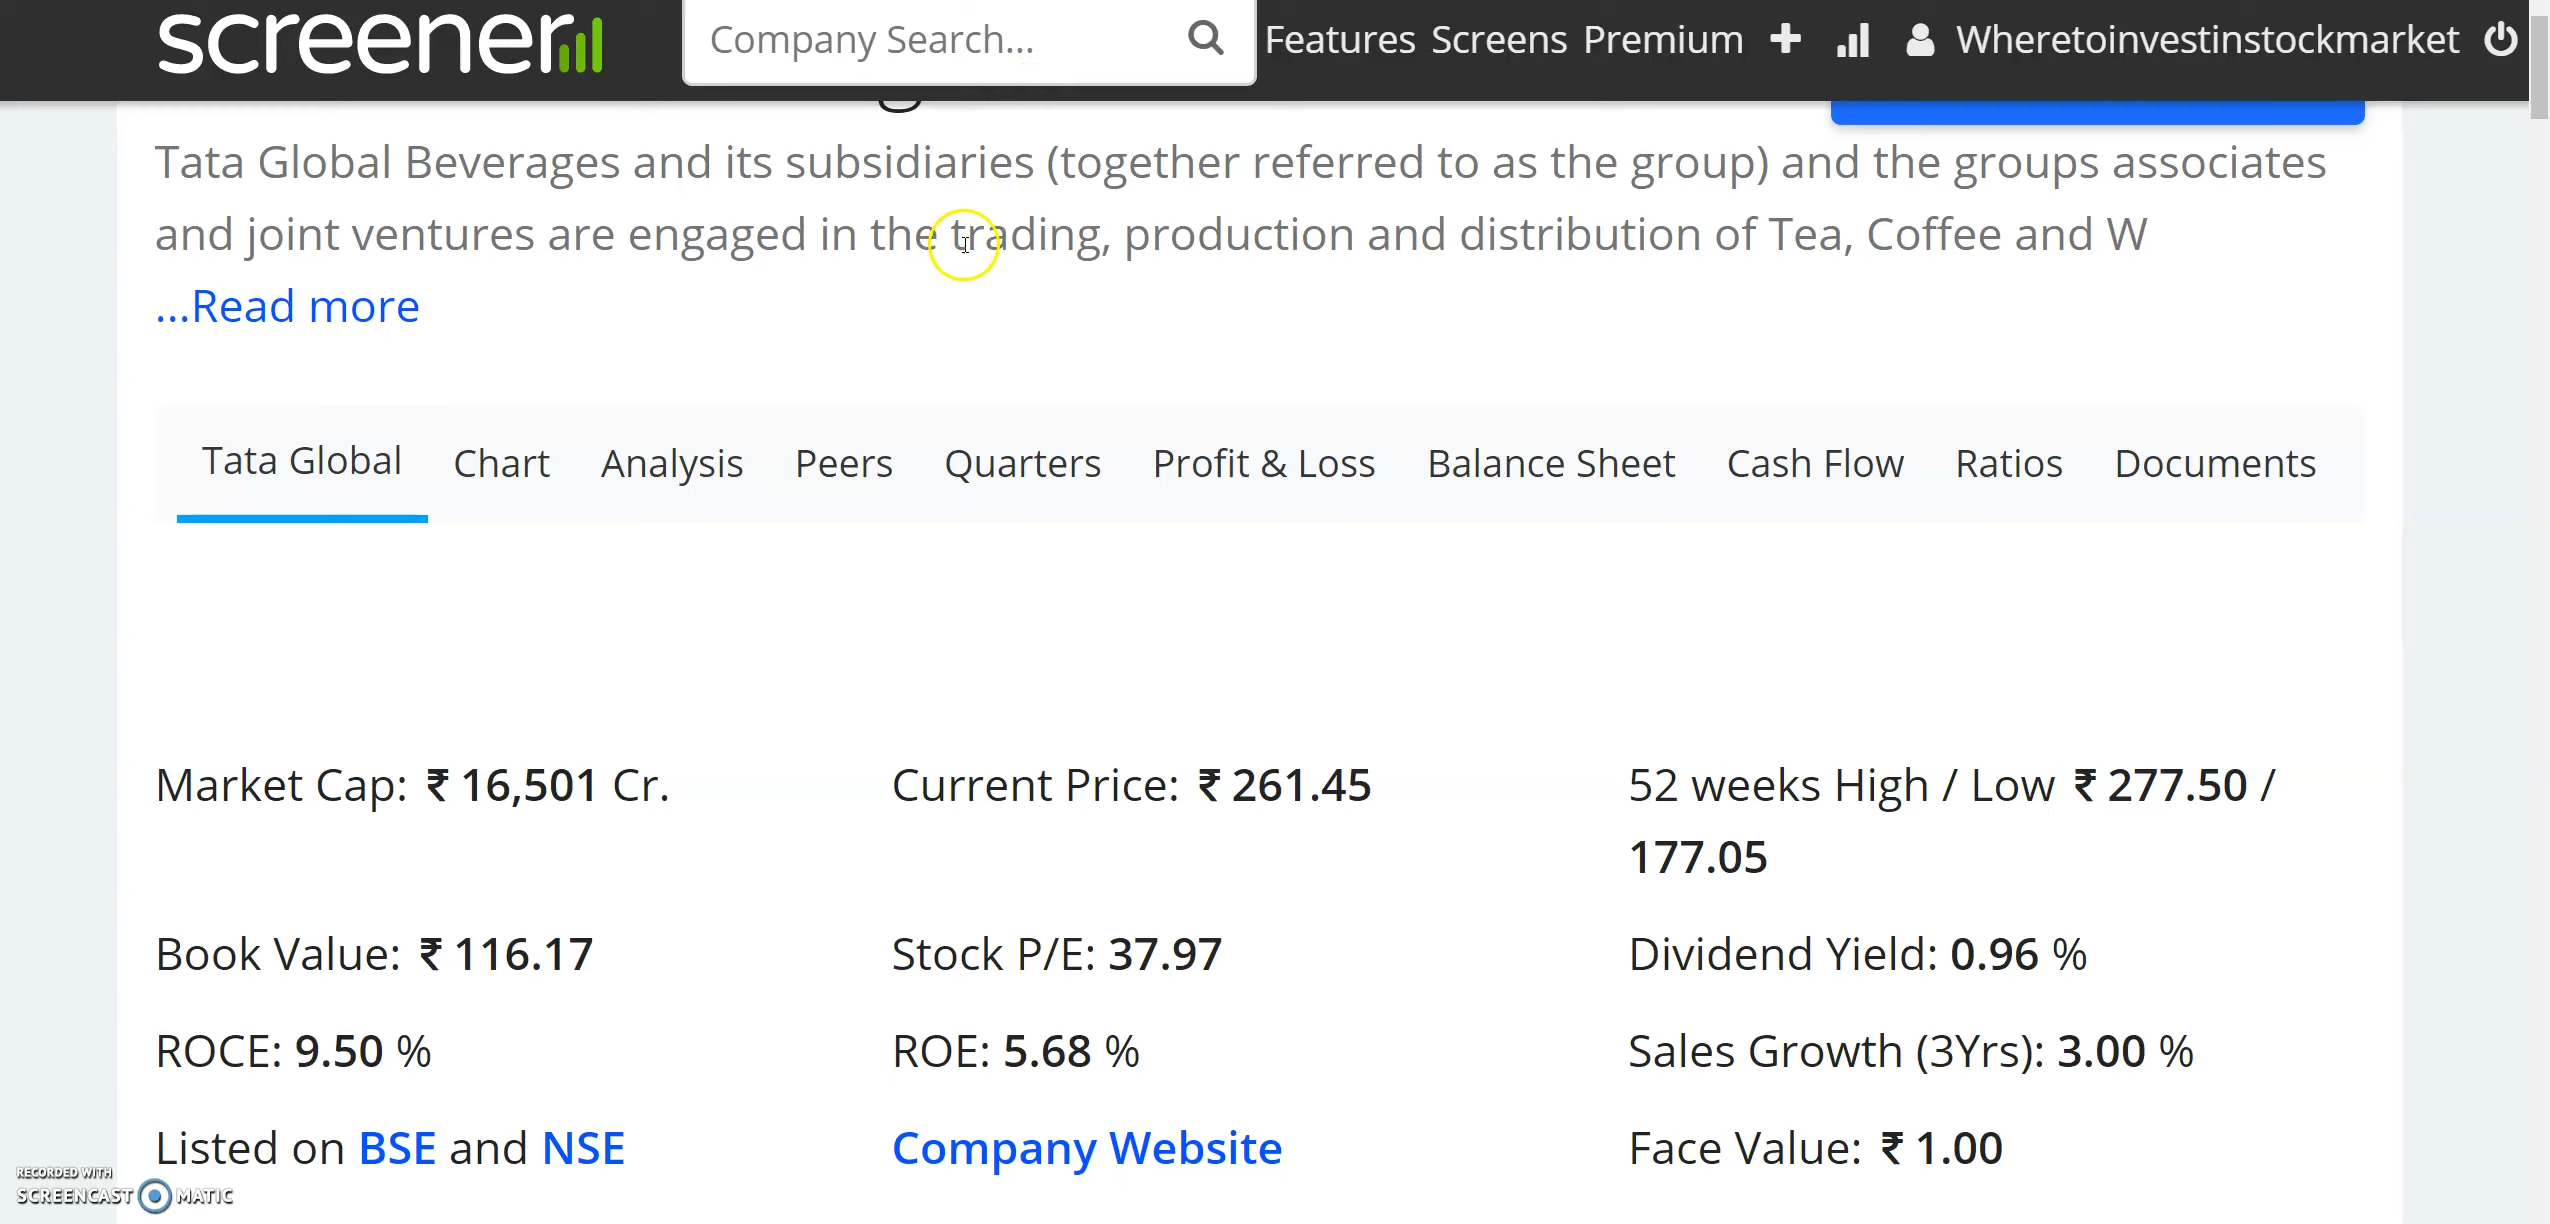 screener
Company Search...
Features Screens Premium Wheretoinvestinstockmarket
Tata Global Beverages and its subsidiaries (together referred to as the group) and the groups associates
and joint ventures are engaged in the trading, production and distribution of Tea, Coffee and W
...Read more
Tata Global Chart Analysis Peers Quarters Profit & Loss Balance Sheet Cash Flow Ratios Documents
Market Cap: ₹ 16,501 Cr. Current Price: ₹ 261.45 52 weeks High / Low ₹ 277.50 /
177.05
Book Value: ₹ 116.17 Stock P/E: 37.97 Dividend Yield: 0.96 %
ROCE: 9.50 % ROE: 5.68 % Sales Growth (3Yrs): 3.00 %
Listed on BSE and NSE Company Website Face Value: ₹ 1.00
RECORDED WITH
SCREENCAST MATIC